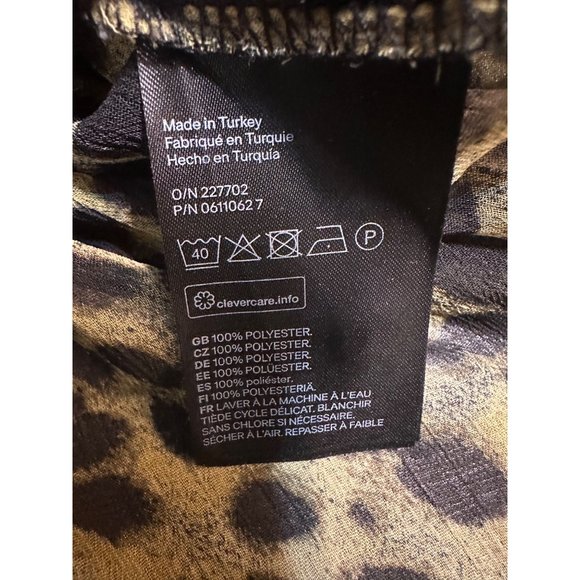 Made in Turkey
Fabriqué en Turquie
Hecho en Turquía
O/N 227702
P/N 0611062 7
40
P
clevercare.info
GB 100% POLYESTER.
CZ 100% POLYESTER.
DE 100% POLYESTER.
EE 100% POLÜESTER.
ES 100% poliéster.
FI 100% POLYESTERIÄ.
FR LAVER À LA MACHINE À L'EAU
TIÈDE CYCLE DÉLICAT. BLANCHIR
SANS CHLORE SI NÉCESSAIRE.
SÉCHER À L'AIR. REPASSER À FAIBLE